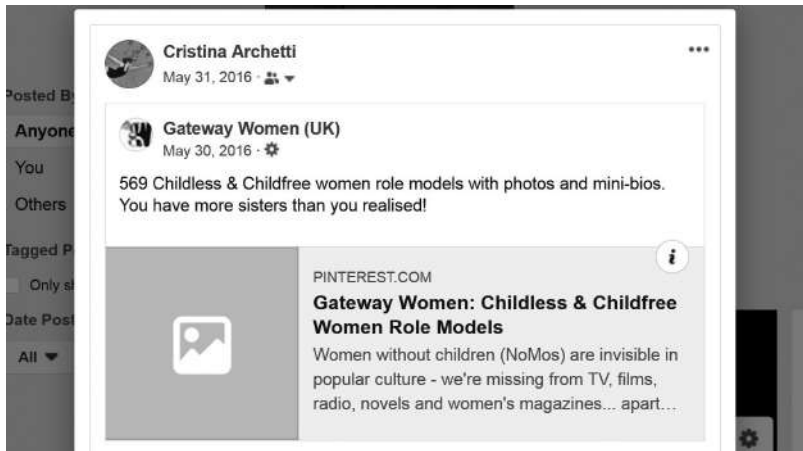 Cristina Archetti
May 31, 2016 ·
Posted By
Gateway Women (UK)
May 30, 2016 ·
Anyone
You
Others
569 Childless & Childfree women role models with photos and mini-bios.
You have more sisters than you realised!
Tagged P
Only sh
Date Post
All
i
PINTEREST.COM
Gateway Women: Childless & Childfree
Women Role Models
Women without children (NoMos) are invisible in
popular culture - we're missing from TV, films,
radio, novels and women's magazines... apart…